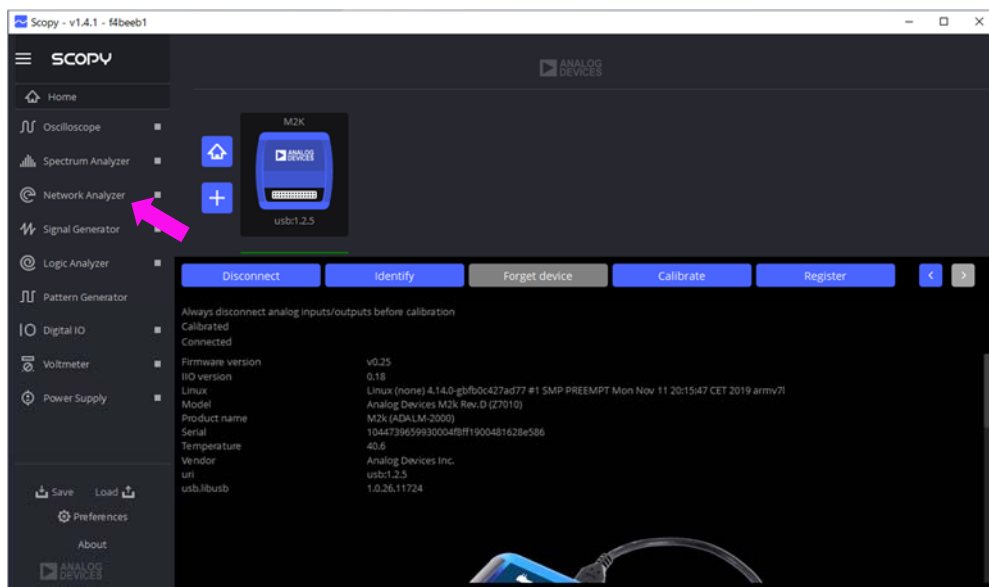 Scopy - v1.4.1 - f4beeb1
SCOPY
ANALOG
DEVICES
Home
Oscilloscope
Spectrum Analyzer
Network Analyzer
Signal Generator
Logic Analyzer
Pattern Generator
Digital IO
Voltmeter
Power Supply
Save Load
Preferences
About
ANALOG
DEVICES
M2K
ANALOG
DEVICES
usb:1.2.5
Disconnect Identify Forget device Calibrate Register
Always disconnect analog inputs/outputs before calibration
Calibrated
Connected
Firmware version v0.25
IIO version 0.18
Linux Linux (none) 4.14.0-gbfb0c427ad77 #1 SMP PREEMPT Mon Nov 11 20:15:47 CET 2019 armv7l
Model Analog Devices M2k Rev.D (Z7010)
Product name M2k (ADALM-2000)
Serial 1044739659930004f8ff1900481628e586
Temperature 40.6
Vendor Analog Devices Inc.
uri usb:1.2.5
usb.libusb 1.0.26.11724